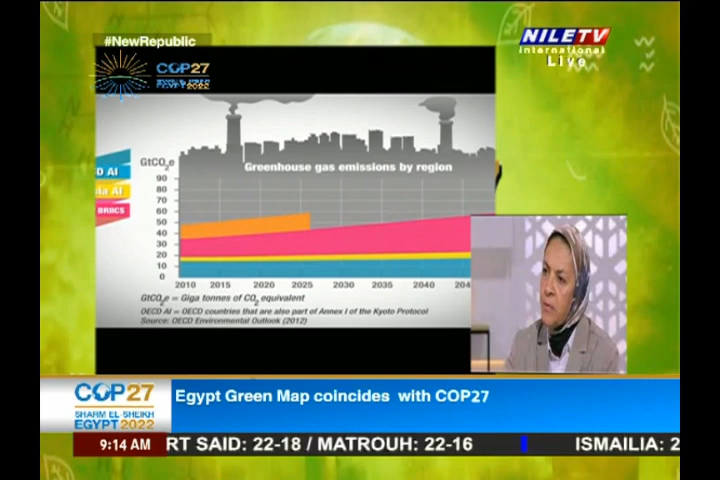 #NewRepublic
NILE TV
International
Live
COP27
SHARM EL-SHEIKH
EGYPT 2022
GtCO2e
Greenhouse gas emissions by region
D AI
ia AI
BRIICS
90
80
70
60
50
40
30
20
10
0
2010 2015 2020 2025 2030 2035 2040 204
GtCO2e = Giga tonnes of CO2 equivalent
OECD AI = OECD countries that are also part of Annex I of the Kyoto Protocol
Source: OECD Environmental Outlook (2012)
COP27
SHARM EL-SHEIKH
EGYPT 2022
Egypt Green Map coincides with COP27
9:14 AM
RT SAID: 22-18 / MATROUH: 22-16
ISMAILIA: 2